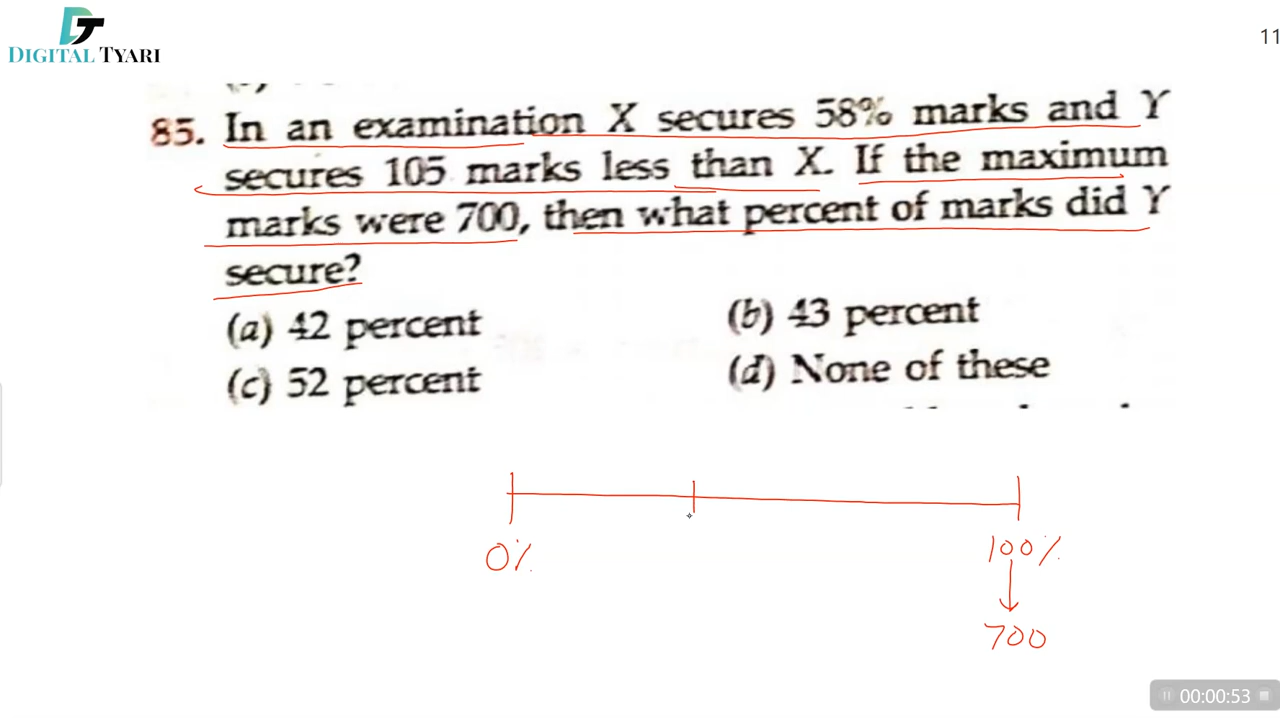 DIGITAL TYARI
11
85. In an examination X secures 58% marks and Y
secures 105 marks less than X. If the maximum
marks were 700, then what percent of marks did Y
secure?
(a) 42 percent
(b) 43 percent
(c) 52 percent
(d) None of these
0%
100%
700
00:00:53